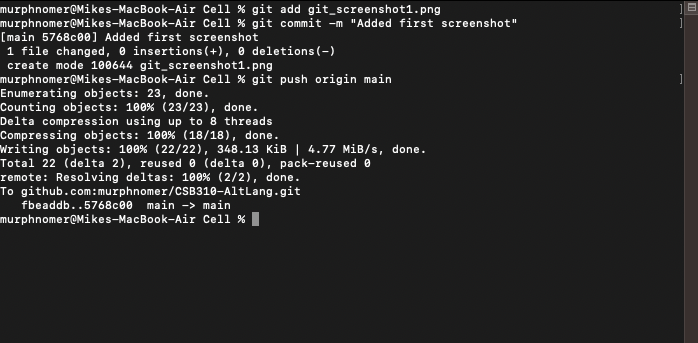 murphnomer@Mikes-MacBook-Air Cell % git add git_screenshot1.png
murphnomer@Mikes-MacBook-Air Cell % git commit -m "Added first screenshot"
[main 5768c00] Added first screenshot
 1 file changed, 0 insertions(+), 0 deletions(-)
 create mode 100644 git_screenshot1.png
murphnomer@Mikes-MacBook-Air Cell % git push origin main
Enumerating objects: 23, done.
Counting objects: 100% (23/23), done.
Delta compression using up to 8 threads
Compressing objects: 100% (18/18), done.
Writing objects: 100% (22/22), 348.13 KiB | 4.77 MiB/s, done.
Total 22 (delta 2), reused 0 (delta 0), pack-reused 0
remote: Resolving deltas: 100% (2/2), done.
To github.com:murphnomer/CSB310-AltLang.git
   fbeaddb..5768c00  main -> main
murphnomer@Mikes-MacBook-Air Cell %